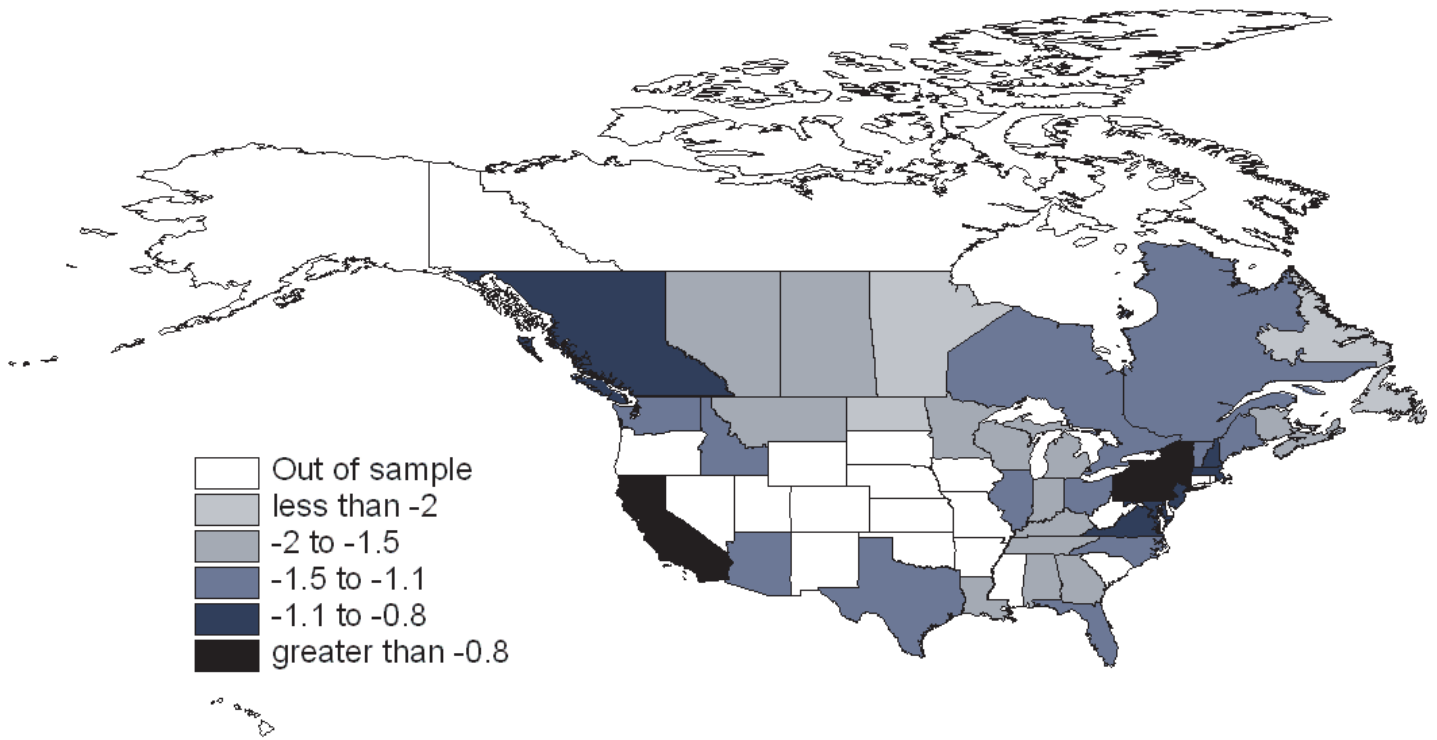 Out of sample
less than -2
-2 to -1.5
-1.5 to -1.1
-1.1 to -0.8
greater than -0.8